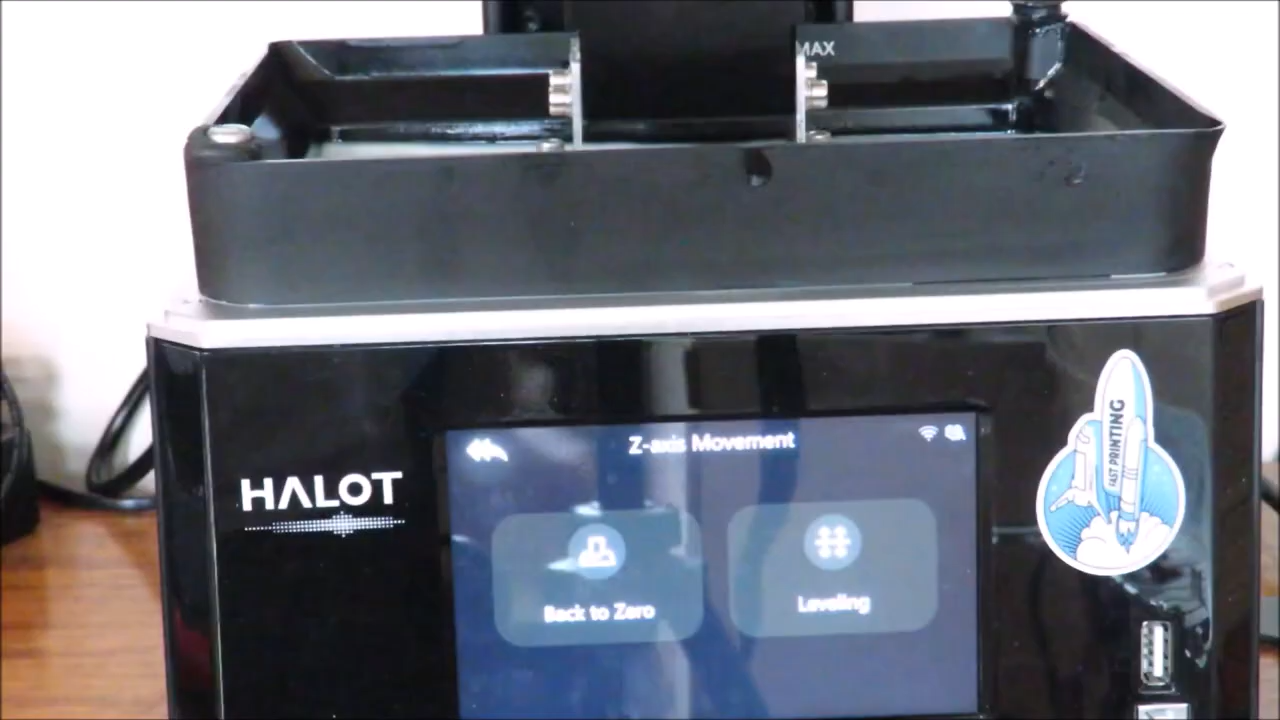 MAX
Z-axis Movement
HALOT
FAST PRINTING
Back to Zero
Leveling